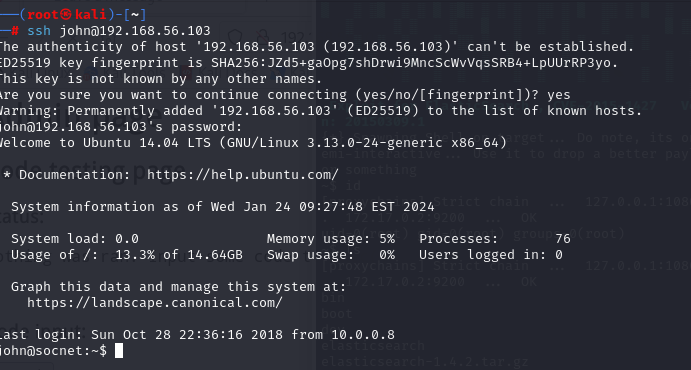 ──(root㉿kali)-[~]
─# ssh john@192.168.56.103
The authenticity of host '192.168.56.103 (192.168.56.103)' can't be established.
ED25519 key fingerprint is SHA256:JZd5+gaOpg7shDrwi9MncScWvVqsSRB4+LpUUrRP3yo.
This key is not known by any other names.
Are you sure you want to continue connecting (yes/no/[fingerprint])? yes
Warning: Permanently added '192.168.56.103' (ED25519) to the list of known hosts.
john@192.168.56.103's password:
Welcome to Ubuntu 14.04 LTS (GNU/Linux 3.13.0-24-generic x86_64)
* Documentation:  https://help.ubuntu.com/
System information as of Wed Jan 24 09:27:48 EST 2024
System load: 0.0 Memory usage: 5% Processes: 76
Usage of /: 13.3% of 14.64GB Swap usage: 0% Users logged in: 0
Graph this data and manage this system at:
https://landscape.canonical.com/
Last login: Sun Oct 28 22:36:16 2018 from 10.0.0.8
john@socnet:~$
elasticsearch
elasticsearch-1.4.2.tar.gz